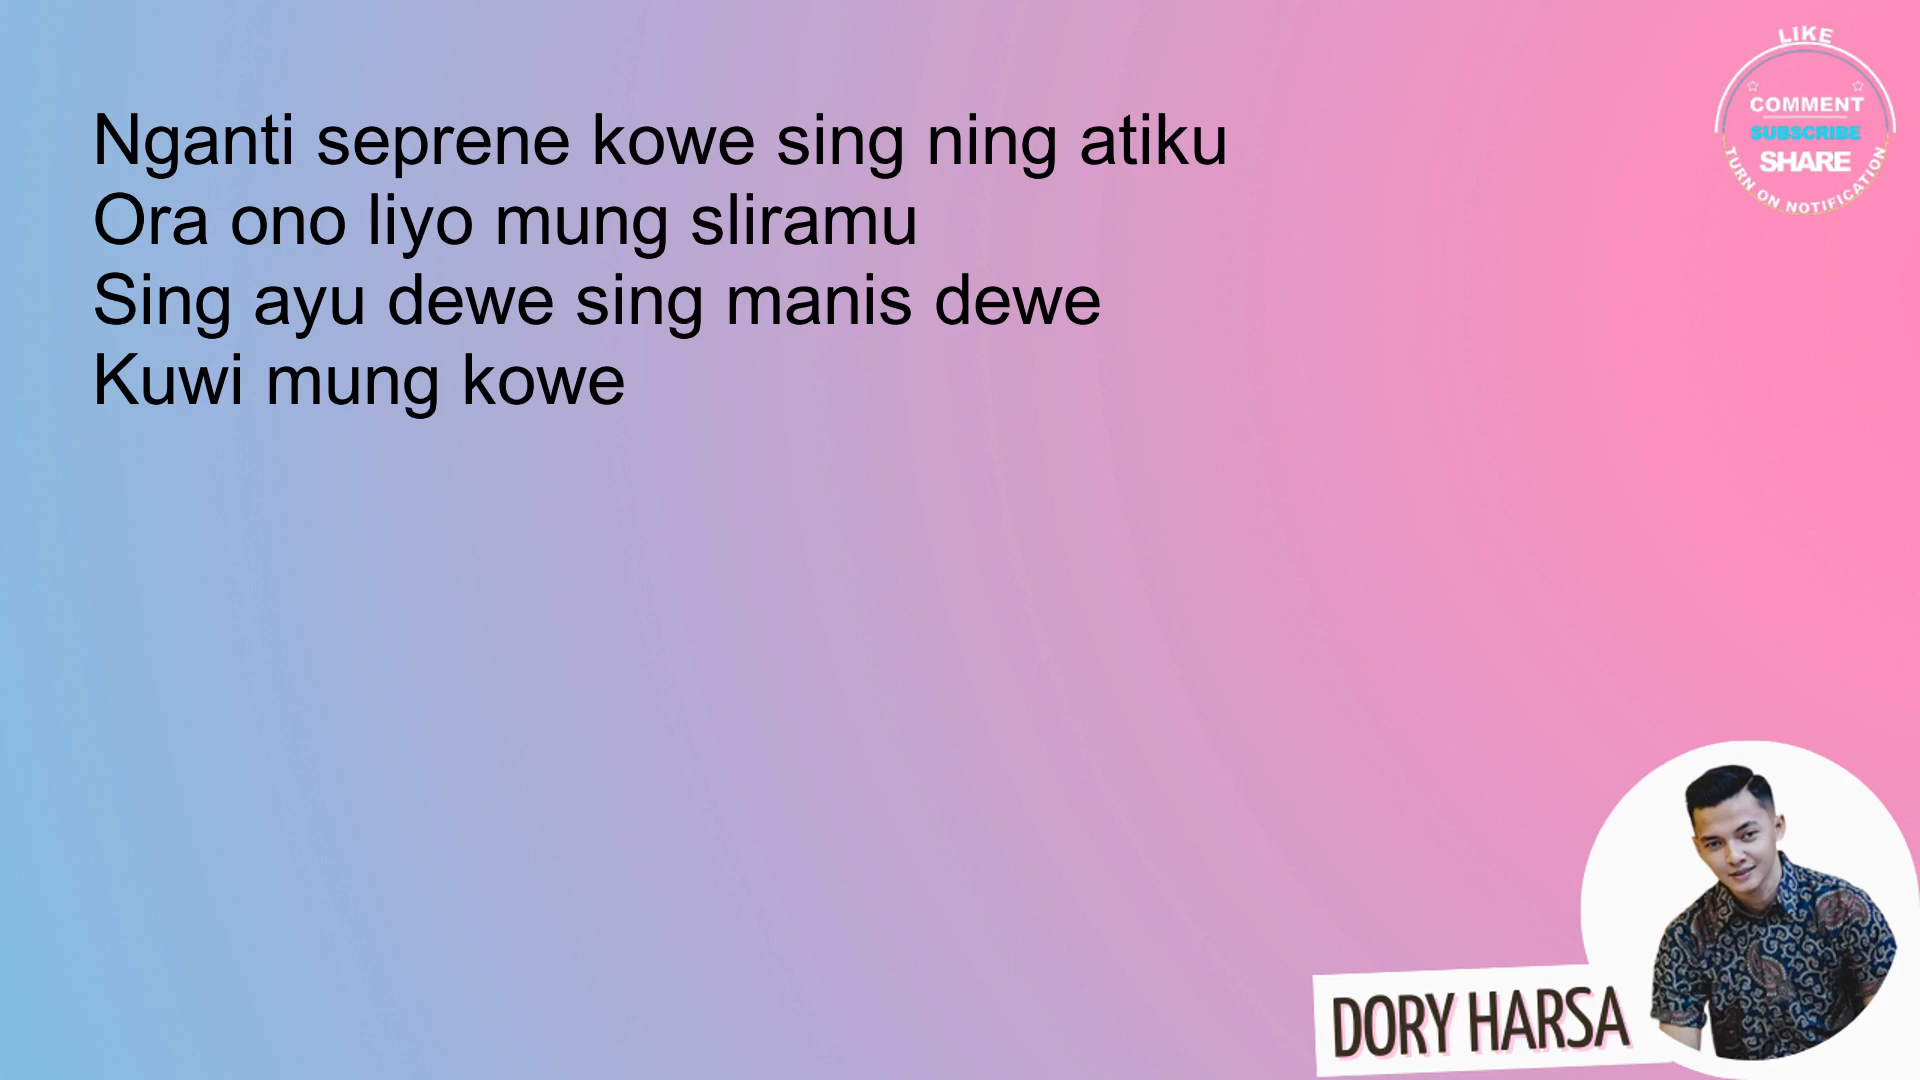 Nganti seprene kowe sing ning atiku
Ora ono liyo mung sliramu
Sing ayu dewe sing manis dewe
Kuwi mung kowe
LIKE
COMMENT
SUBSCRIBE
SHARE
TURN ON NOTIFICATION
DORY HARSA